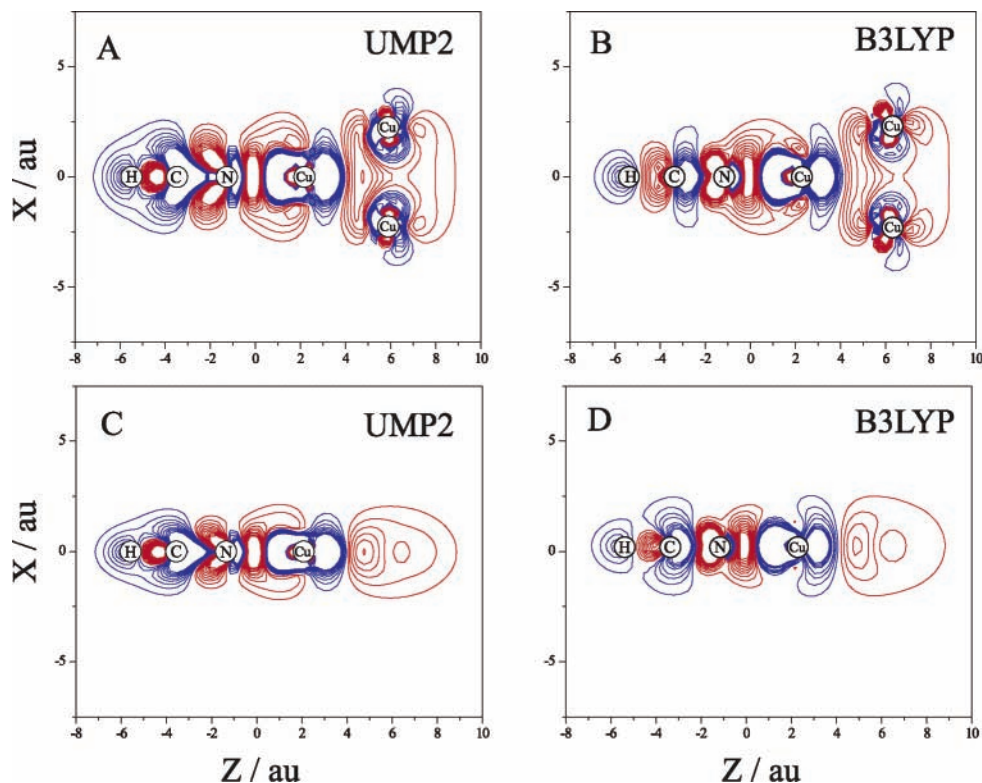 A UMP2
B B3LYP
X / au
5
0
-5
5
0
-5
H C N Cu Cu Cu
H C N Cu Cu Cu
-8 -6 -4 -2 0 2 4 6 8 10
-8 -6 -4 -2 0 2 4 6 8 10
C UMP2
D B3LYP
X / au
5
0
-5
5
0
-5
H C N Cu
H C N Cu
-8 -6 -4 -2 0 2 4 6 8 10
-8 -6 -4 -2 0 2 4 6 8 10
Z / au
Z / au